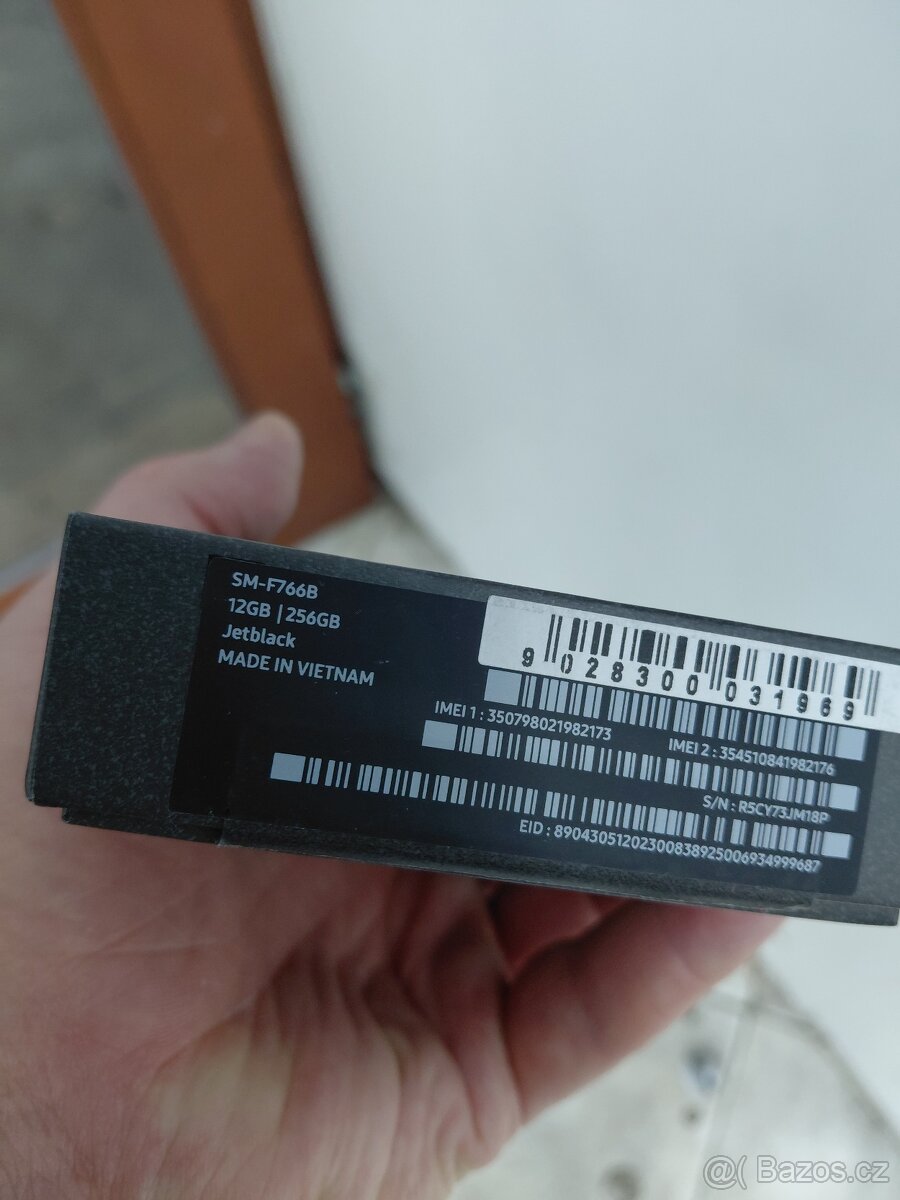 SM-F766B
12GB | 256GB
Jetblack
MADE IN VIETNAM
9 028300 031969
IMEI 1 : 350798021982173
IMEI 2 : 354510841982176
S/N : R5CY73JM18P
EID : 89043051202300838925006934999687
@( Bazos.cz